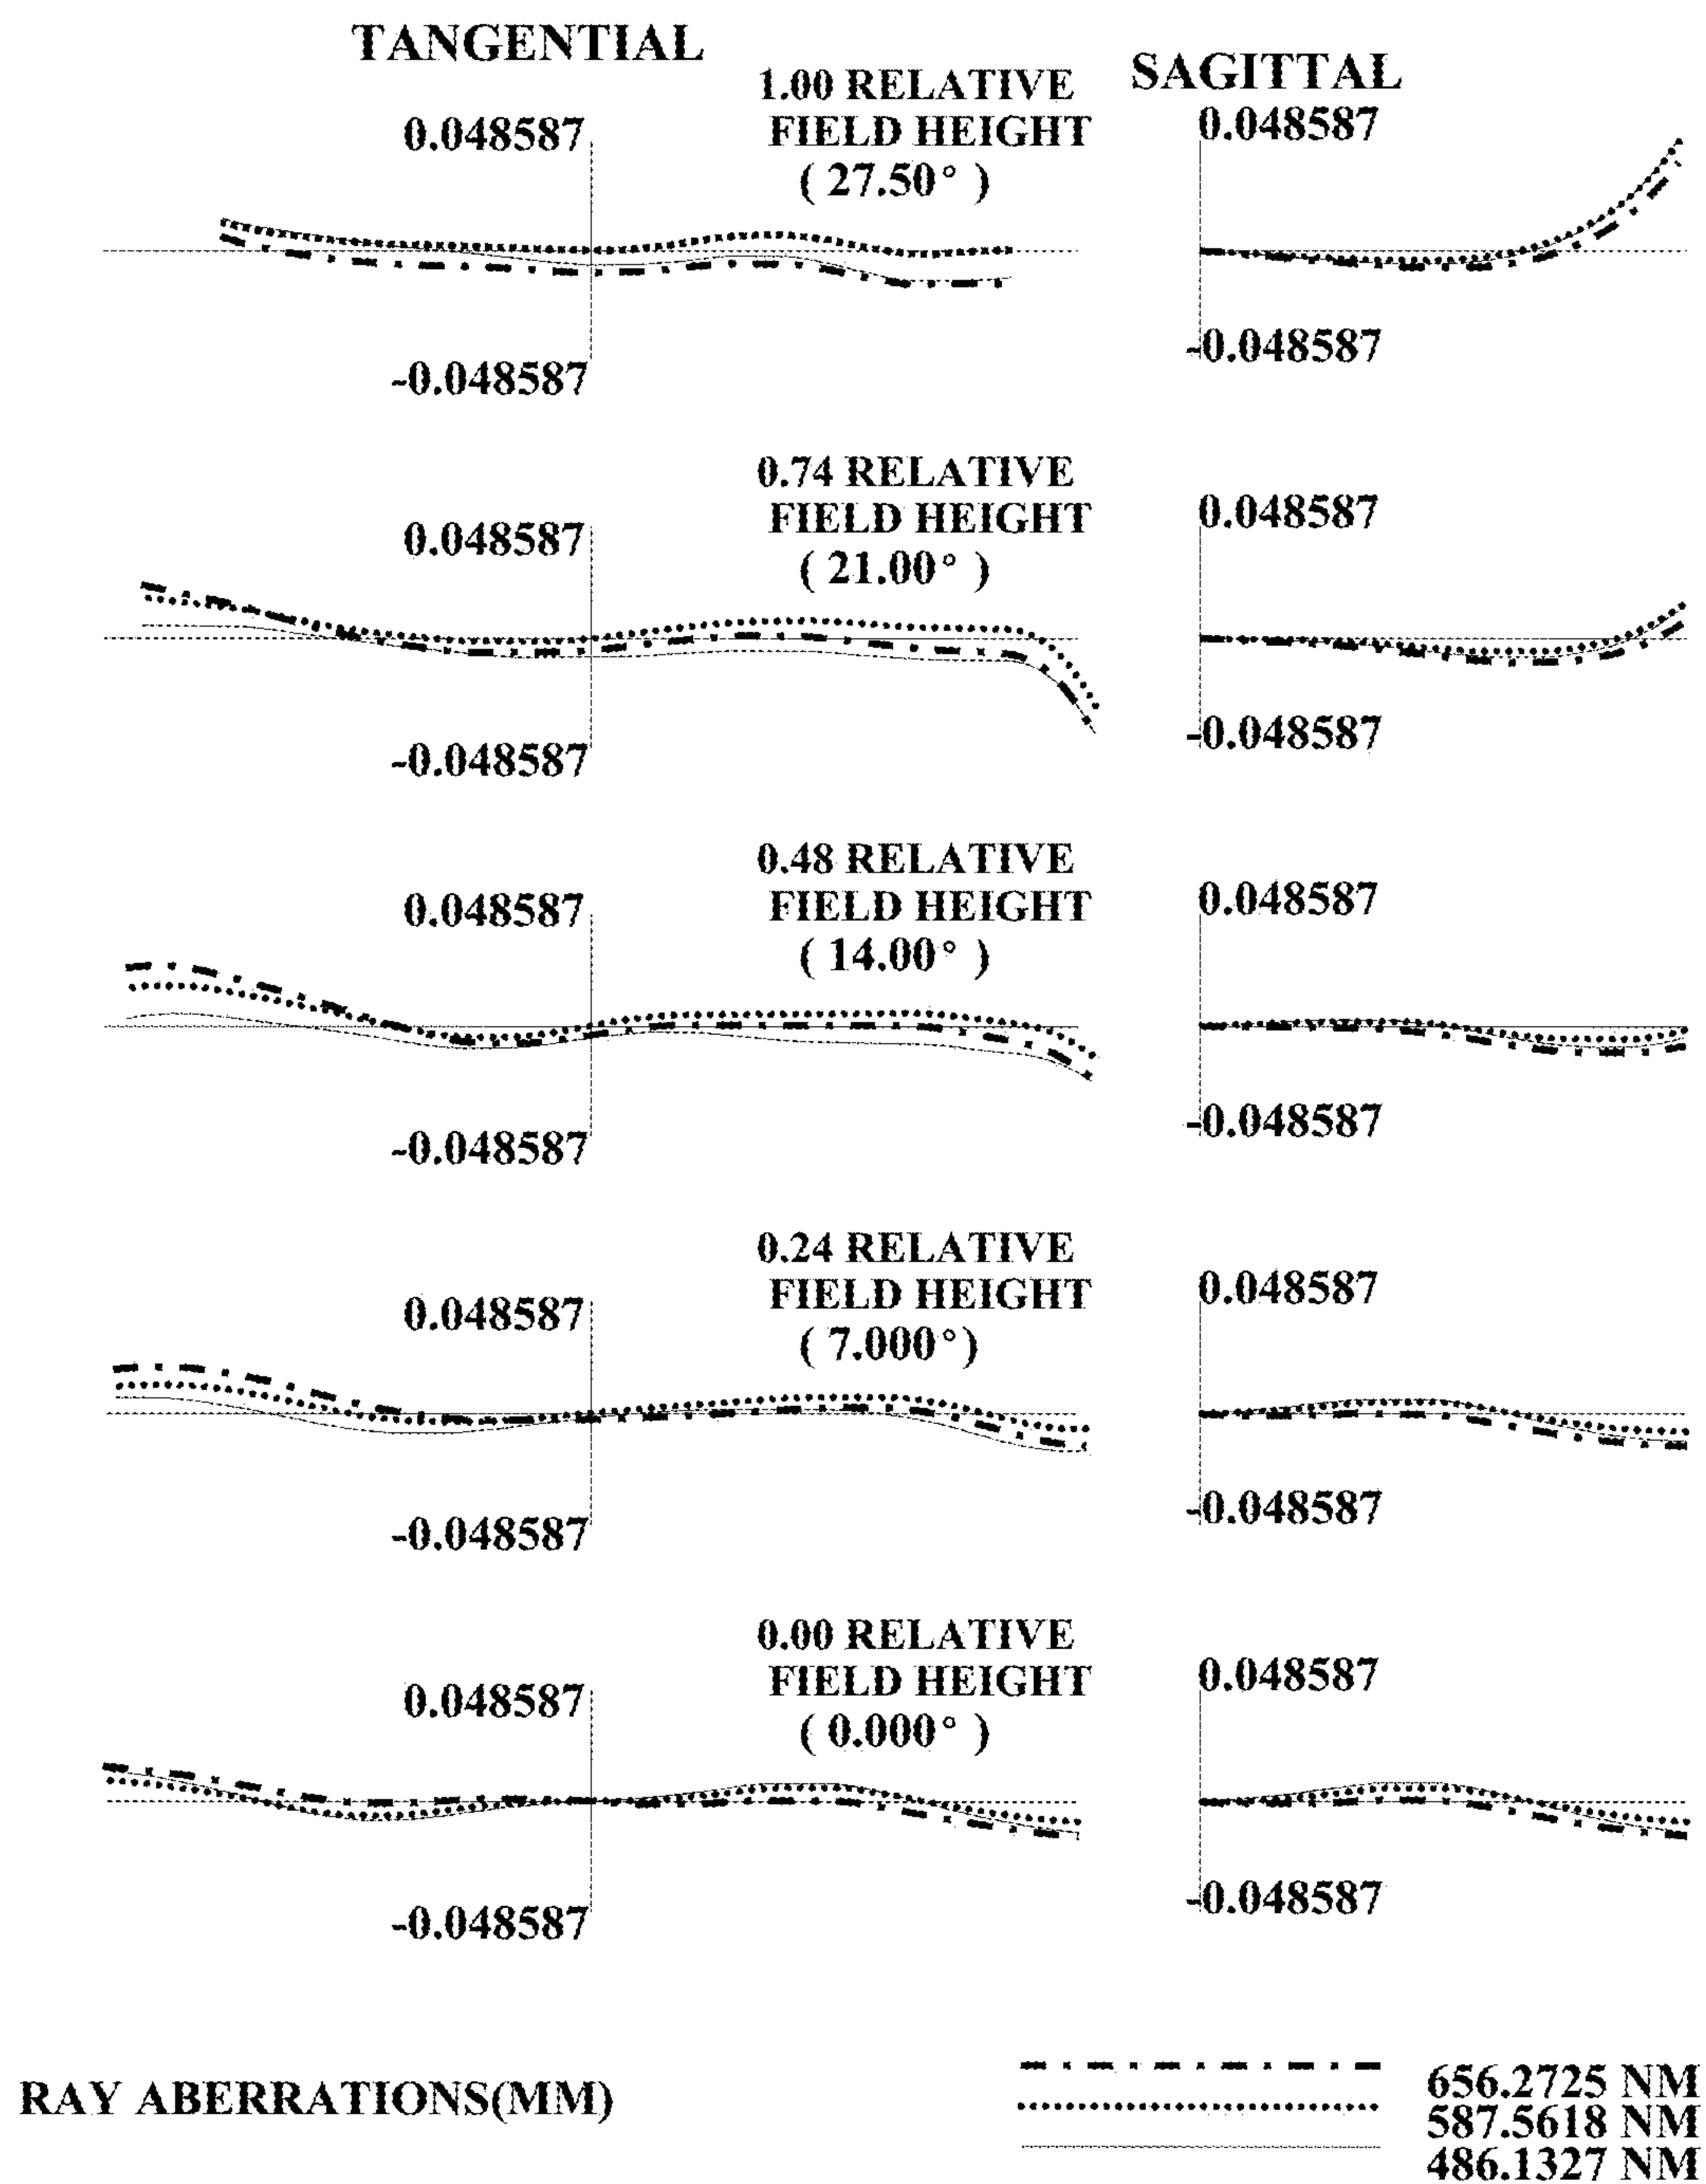 TANGENTIAL
SAGITTAL
1.00 RELATIVE
FIELD HEIGHT
( 27.50° )
0.048587
0.048587
-0.048587
-0.048587
0.74 RELATIVE
FIELD HEIGHT
( 21.00° )
0.048587
0.048587
-0.048587
-0.048587
0.48 RELATIVE
FIELD HEIGHT
( 14.00° )
0.048587
0.048587
-0.048587
-0.048587
0.24 RELATIVE
FIELD HEIGHT
( 7.000° )
0.048587
0.048587
-0.048587
-0.048587
0.00 RELATIVE
FIELD HEIGHT
( 0.000° )
0.048587
0.048587
-0.048587
-0.048587
RAY ABERRATIONS(MM)
656.2725 NM
587.5618 NM
486.1327 NM